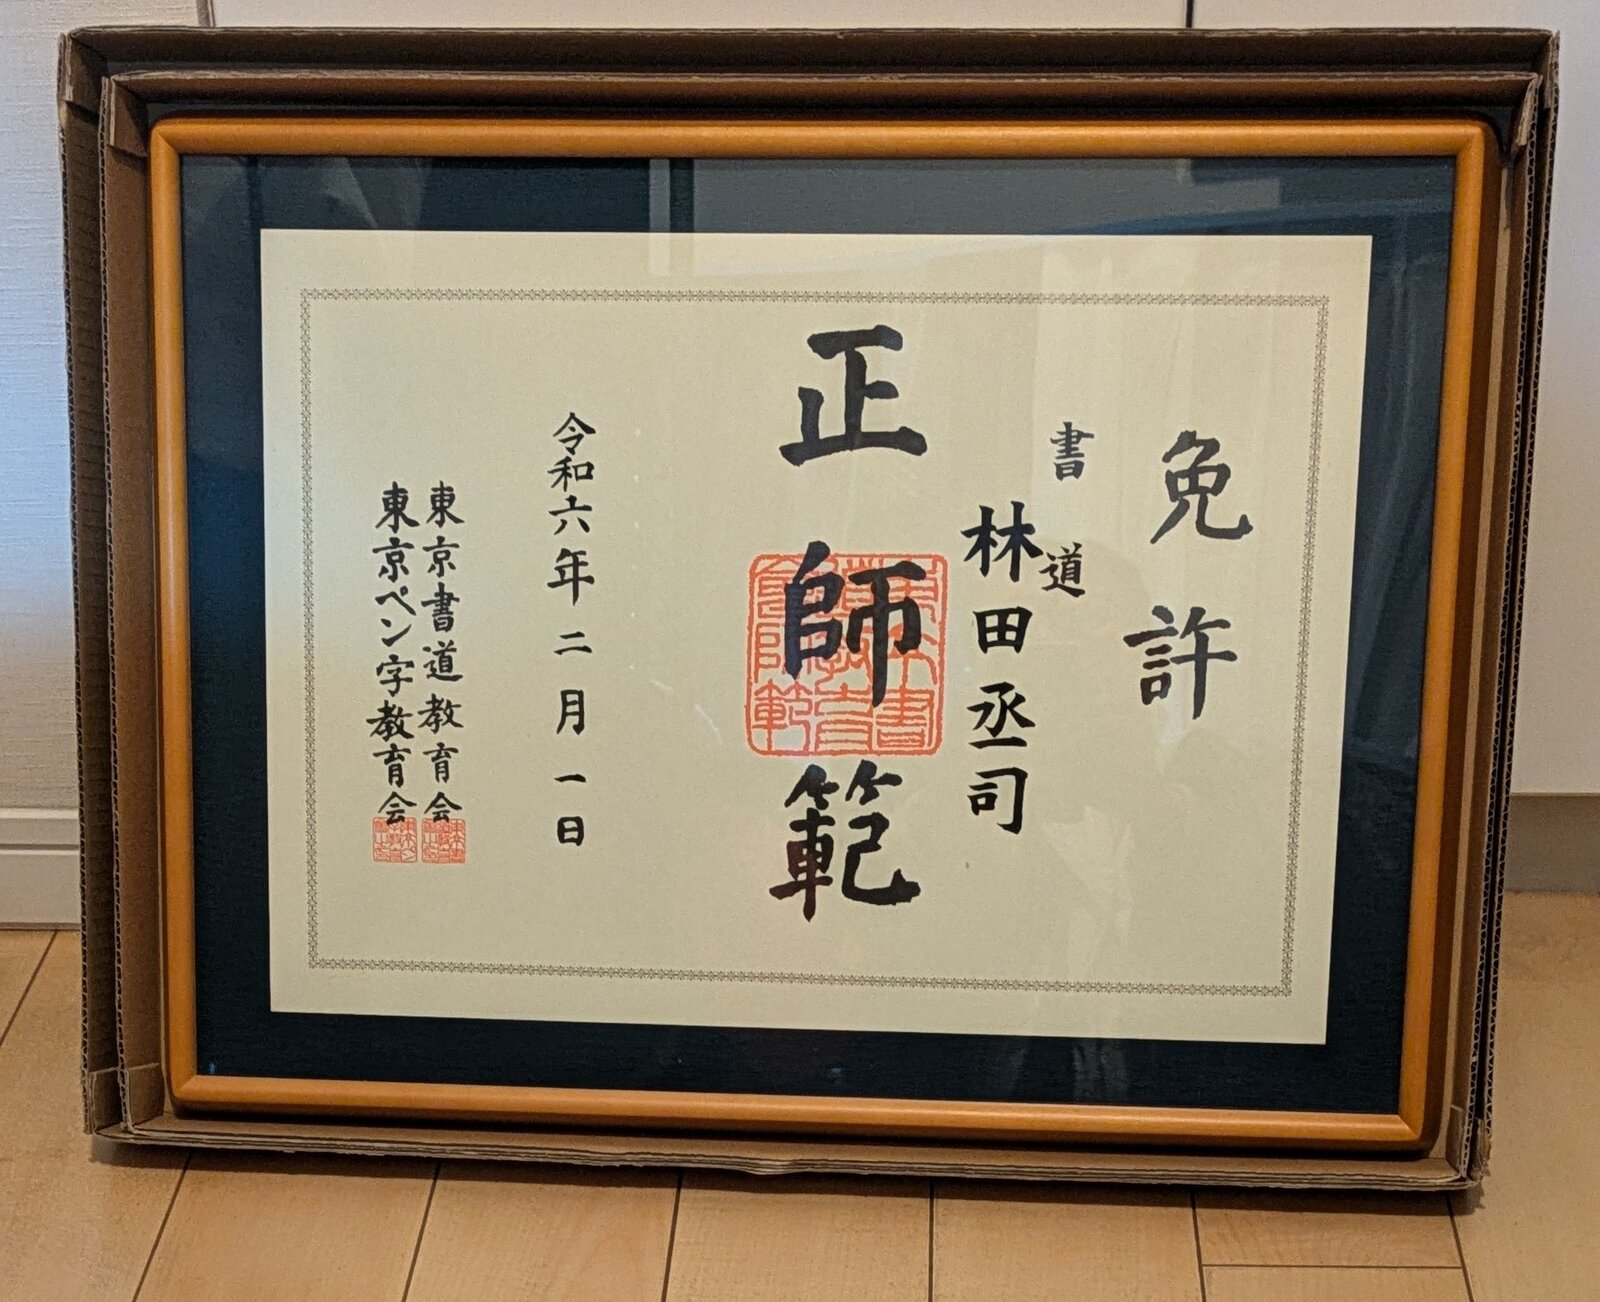 免許
書道
林田丞司
正師範
令和六年二月一日
東京書道教育会
東京ペン字教育会